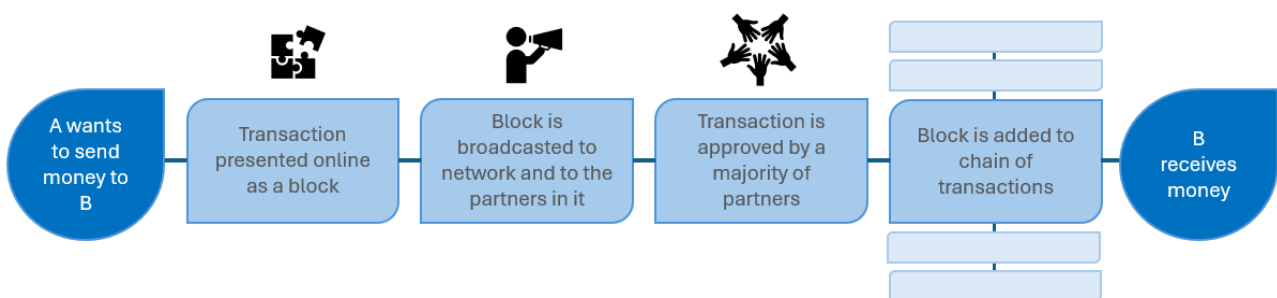 A wants
to send
money to
B
Transaction
presented online
as a block
Block is
broadcasted to
network and to the
partners in it
Transaction is
approved by a
majority of
partners
Block is added to
chain of
transactions
B
receives
money